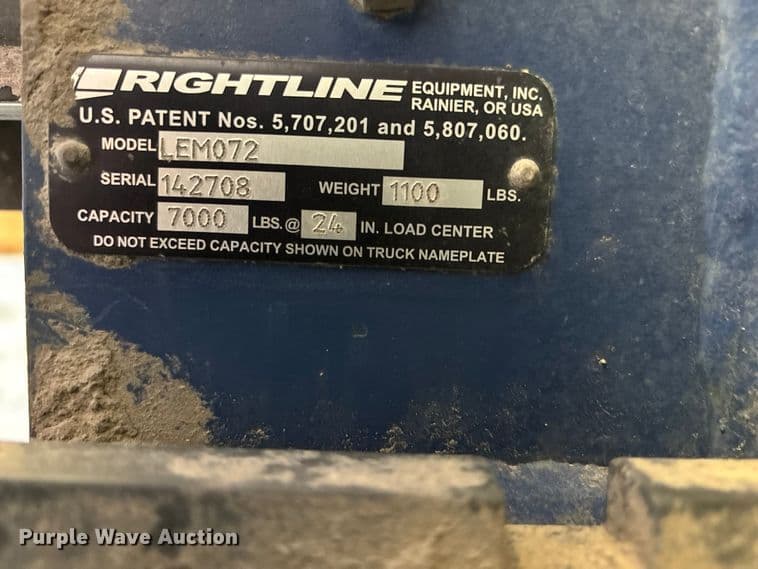 RIGHTLINE EQUIPMENT, INC.
RAINIER, OR USA
U.S. PATENT Nos. 5,707,201 and 5,807,060.
MODEL LEM072
SERIAL 142708 WEIGHT 1100 LBS.
CAPACITY 7000 LBS. @ 24 IN. LOAD CENTER
DO NOT EXCEED CAPACITY SHOWN ON TRUCK NAMEPLATE
Purple Wave Auction